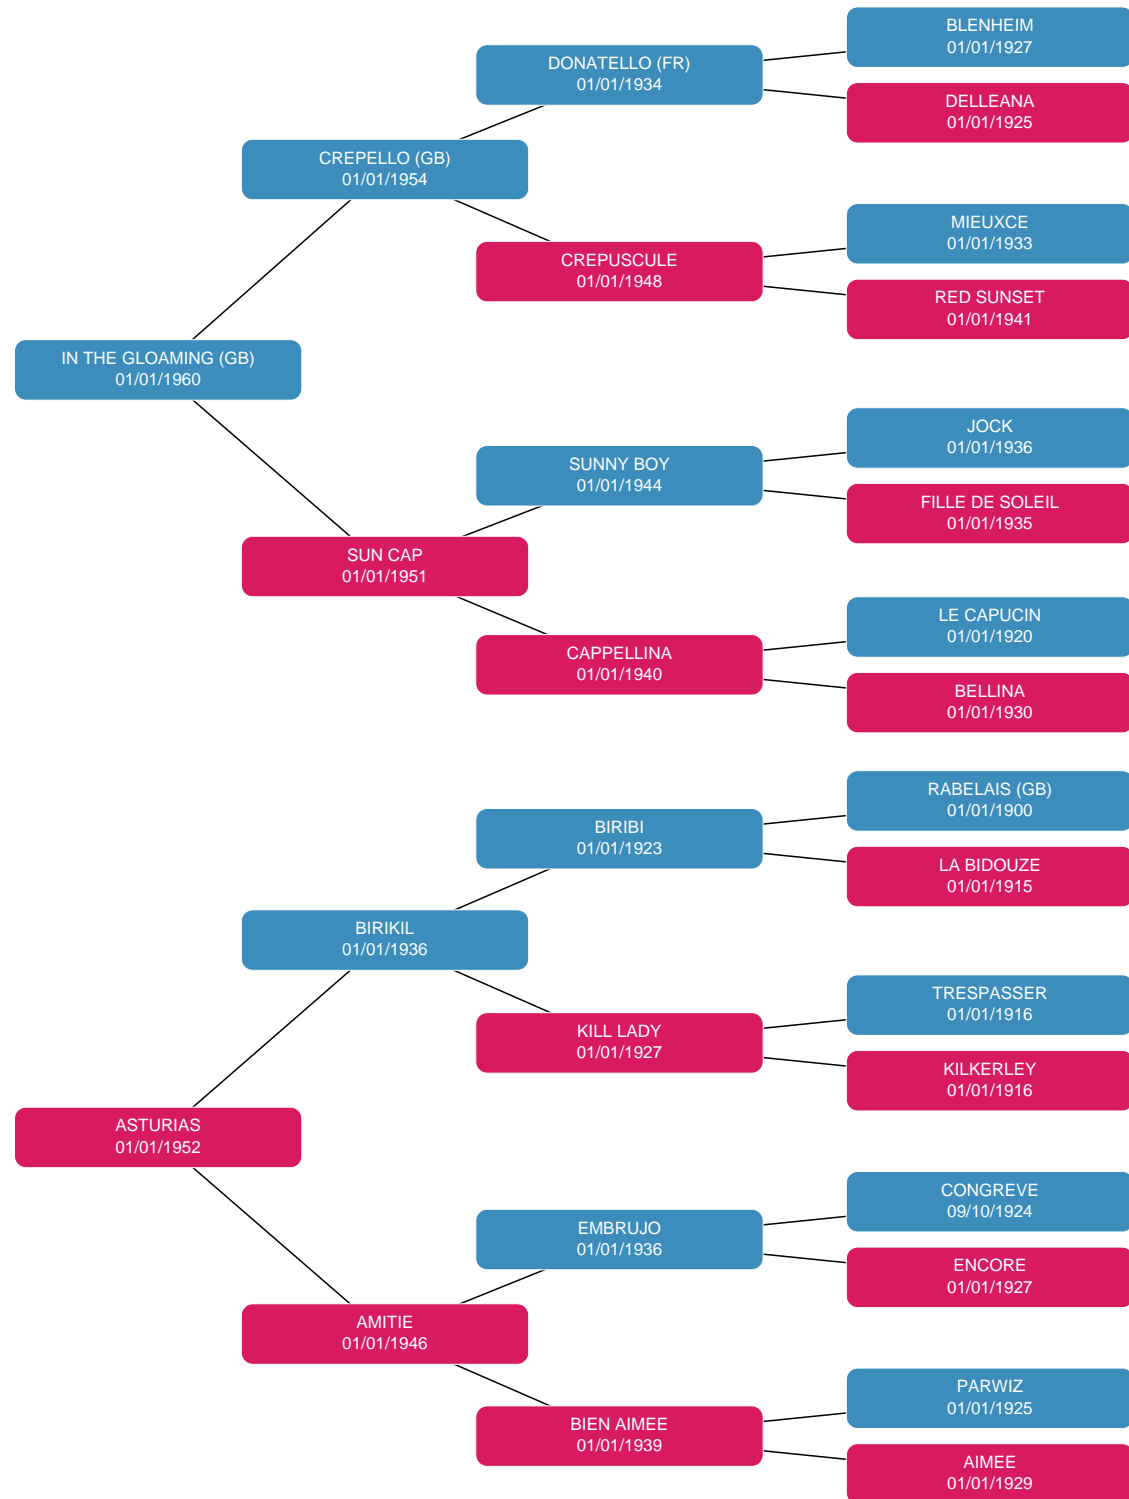 BLENHEIM
01/01/1927
DONATELLO (FR)
01/01/1934
DELLEANA
01/01/1925
CREPELLO (GB)
01/01/1954
MIEUXCE
01/01/1933
CREPUSCULE
01/01/1948
RED SUNSET
01/01/1941
IN THE GLOAMING (GB)
01/01/1960
JOCK
01/01/1936
SUNNY BOY
01/01/1944
FILLE DE SOLEIL
01/01/1935
SUN CAP
01/01/1951
LE CAPUCIN
01/01/1920
CAPPELLINA
01/01/1940
BELLINA
01/01/1930
RABELAIS (GB)
01/01/1900
BIRIBI
01/01/1923
LA BIDOUZE
01/01/1915
BIRIKIL
01/01/1936
TRESPASSER
01/01/1916
KILL LADY
01/01/1927
KILKERLEY
01/01/1916
ASTURIAS
01/01/1952
CONGREVE
09/10/1924
EMBRUJO
01/01/1936
ENCORE
01/01/1927
AMITIE
01/01/1946
PARWIZ
01/01/1925
BIEN AIMEE
01/01/1939
AIMEE
01/01/1929